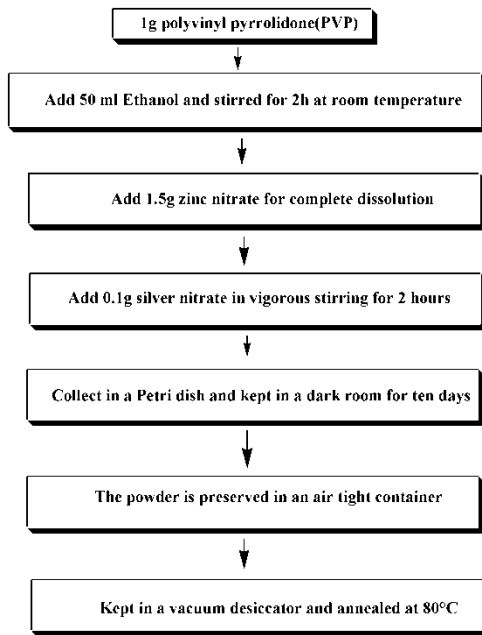 1g polyvinyl pyrrolidone(PVP)
Add 50 ml Ethanol and stirred for 2h at room temperature
Add 1.5g zinc nitrate for complete dissolution
Add 0.1g silver nitrate in vigorous stirring for 2 hours
Collect in a Petri dish and kept in a dark room for ten days
The powder is preserved in an air tight container
Kept in a vacuum desiccator and annealed at 80°C